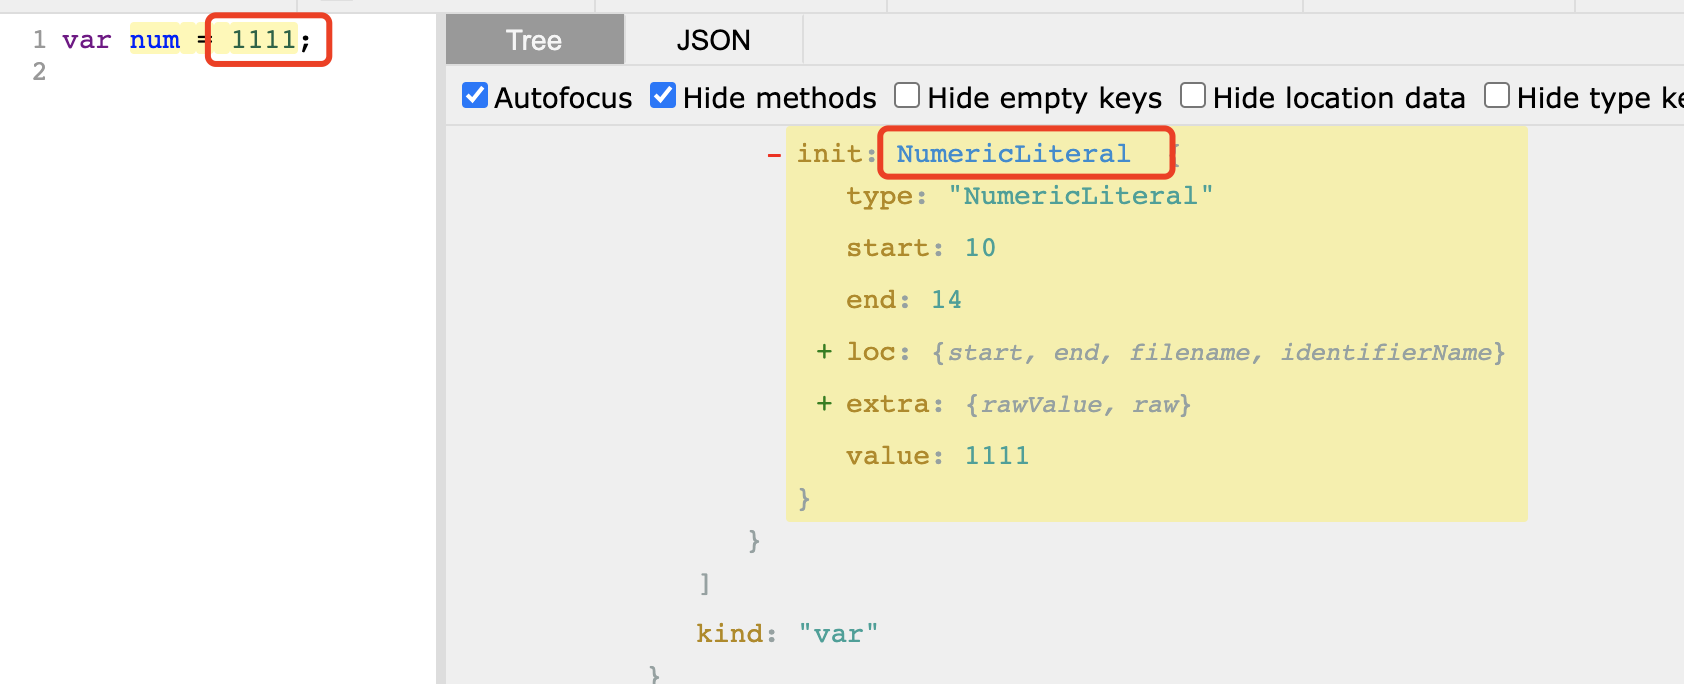 1 var num = 1111;
2
Tree JSON
Autofocus Hide methods Hide empty keys Hide location data Hide type
init: NumericLiteral {
type: "NumericLiteral"
start: 10
end: 14
+ loc: {start, end, filename, identifierName}
+ extra: {rawValue, raw}
value: 1111
}
}
]
kind: "var"
}